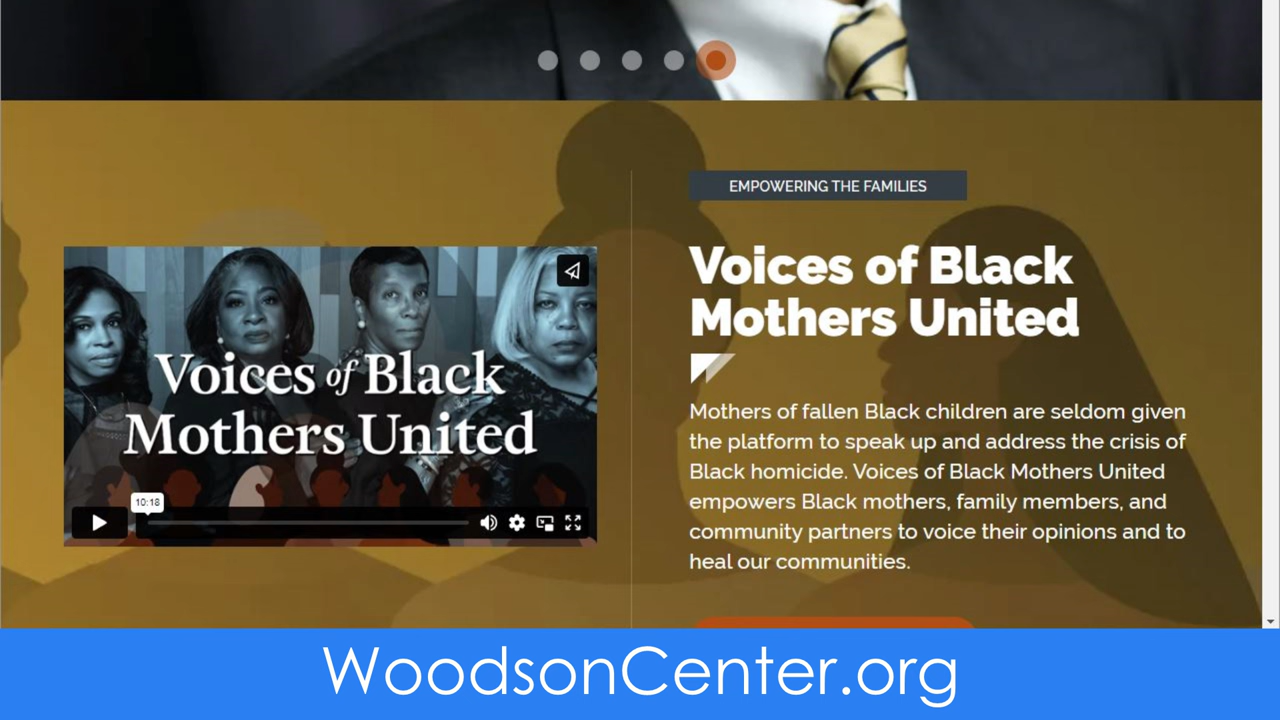 EMPOWERING THE FAMILIES
Voices of Black
Mothers United
Voices of Black
Mothers United
10:18
Mothers of fallen Black children are seldom given
the platform to speak up and address the crisis of
Black homicide. Voices of Black Mothers United
empowers Black mothers, family members, and
community partners to voice their opinions and to
heal our communities.
WoodsonCenter.org